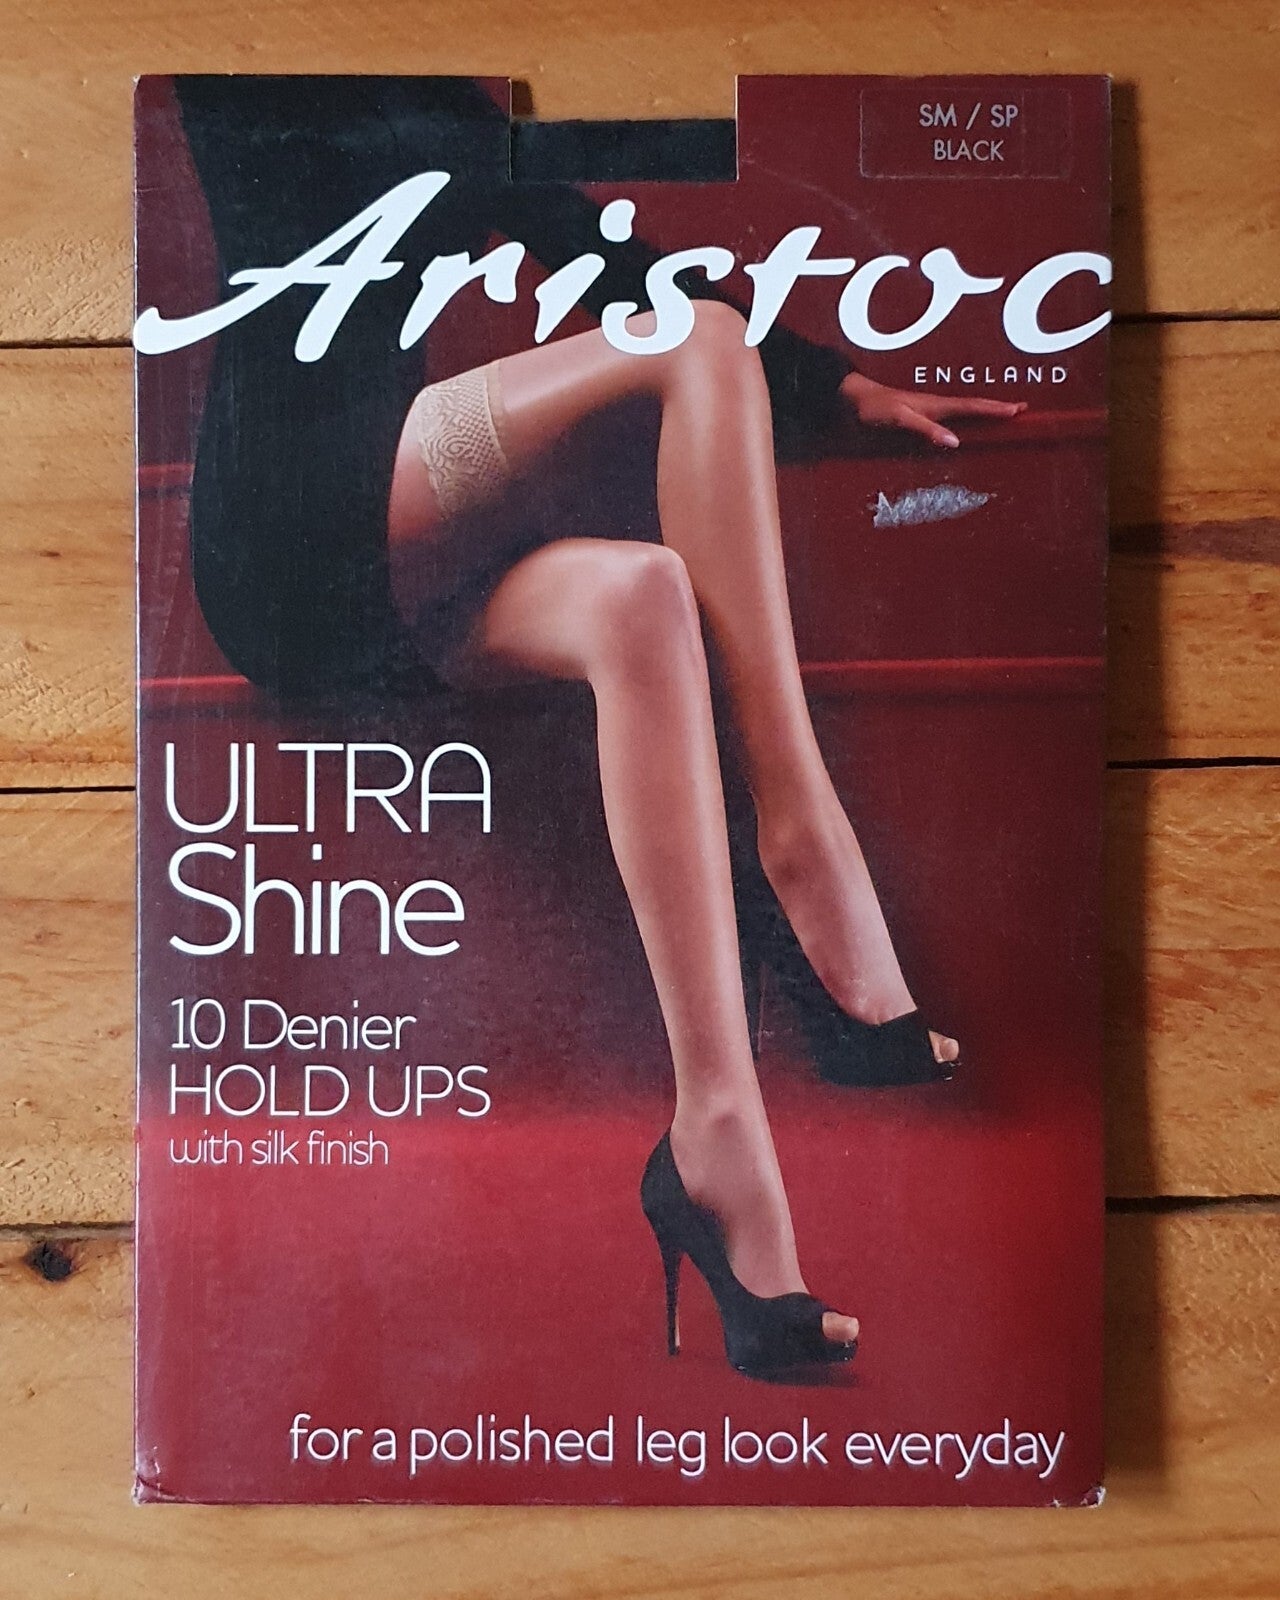 SM / SP
BLACK
Aristoc
ENGLAND
ULTRA
Shine
10 Denier
HOLD UPS
with silk finish
for a polished leg look everyday